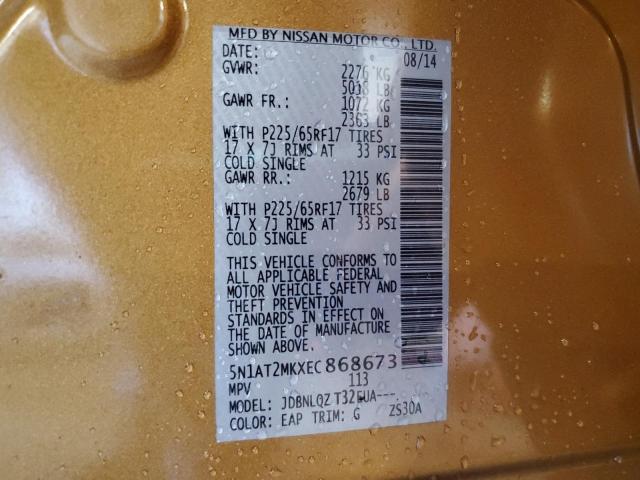 MFD BY NISSAN MOTOR CO., LTD.
DATE: 08/14
GVWR: 2276 KG
5018 LB
GAWR FR.: 1072 KG
2363 LB
WITH P225/65RF17 TIRES
17 X 7J RIMS AT 33 PSI
COLD SINGLE
GAWR RR.: 1215 KG
2679 LB
WITH P225/65RF17 TIRES
17 X 7J RIMS AT 33 PSI
COLD SINGLE
THIS VEHICLE CONFORMS TO
ALL APPLICABLE FEDERAL
MOTOR VEHICLE SAFETY AND
THEFT PREVENTION
STANDARDS IN EFFECT ON
THE DATE OF MANUFACTURE
SHOWN ABOVE.
5N1AT2MKXEC868673
MPV 113
MODEL: JDBNLQZ T32EUA---
COLOR: EAP TRIM: G ZS30A